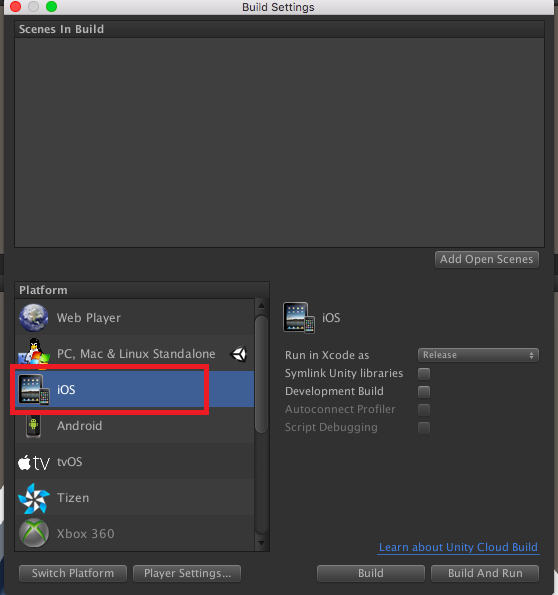 Build Settings
Scenes In Build
Add Open Scenes
Platform
Web Player
PC, Mac & Linux Standalone
iOS
Android
tvOS
Tizen
Xbox 360
iOS
Run in Xcode as
Release
Symlink Unity libraries
Development Build
Autoconnect Profiler
Script Debugging
Learn about Unity Cloud Build
Switch Platform
Player Settings...
Build
Build And Run